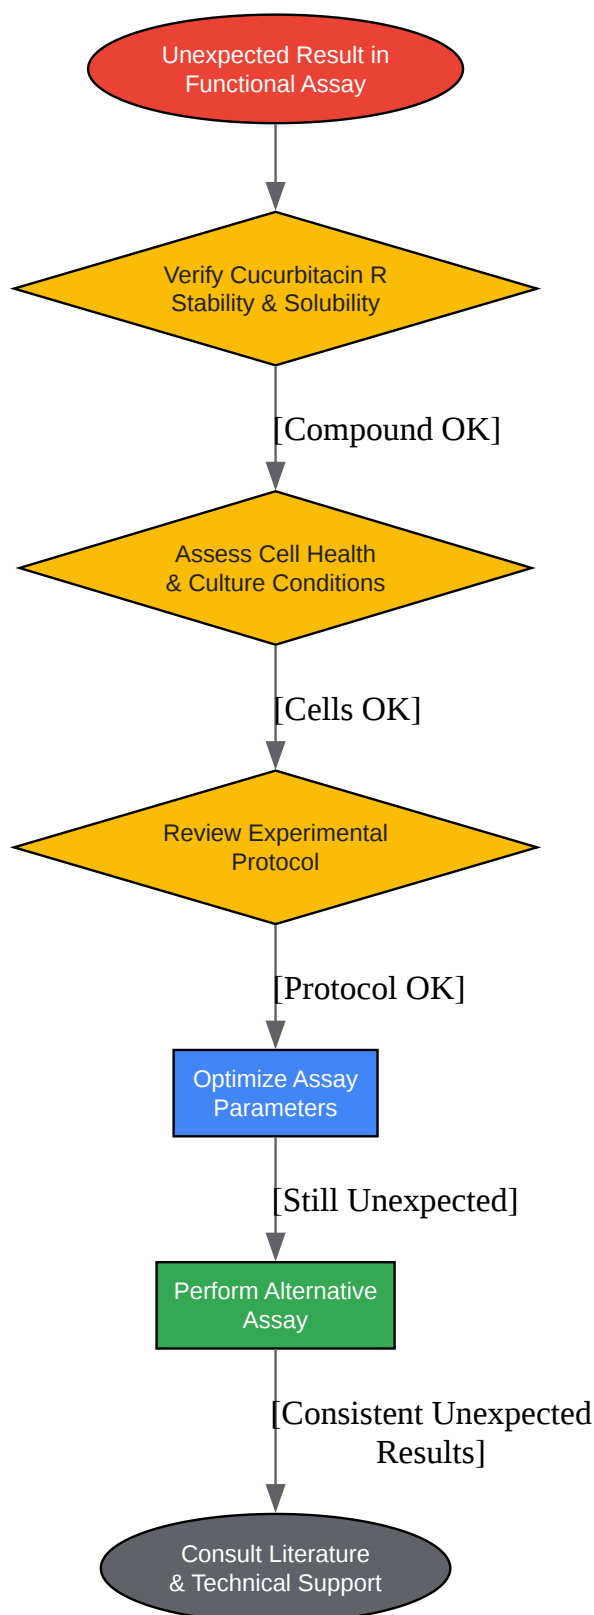 Unexpected Result in
Functional Assay
Verify Cucurbitacin R
Stability & Solubility
[Compound OK]
Assess Cell Health
& Culture Conditions
[Cells OK]
Review Experimental
Protocol
[Protocol OK]
Optimize Assay
Parameters
[Still Unexpected]
Perform Alternative
Assay
[Consistent Unexpected
Results]
Consult Literature
& Technical Support